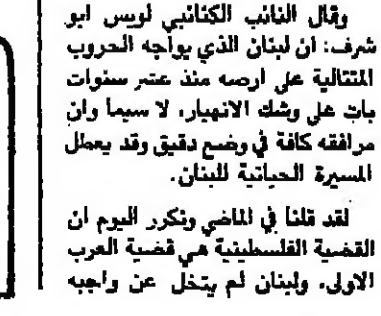 وقال النائب الكتائبي لويس ابو
شرف: ان لبنان الذي يواجه الحروب
المتتالية على ارضه منذ عشر سنوات
بات على وشك الانهيار، لا سيما وان
مرافقه كافة في وضع دقيق وقد يعطل
المسيرة الحياتية للبنان.
لقد قلنا في الماضي ونكرر اليوم ان
القضية الفلسطينية هي قضية العرب
الاولى، ولبنان لم يتخل عن واجبه